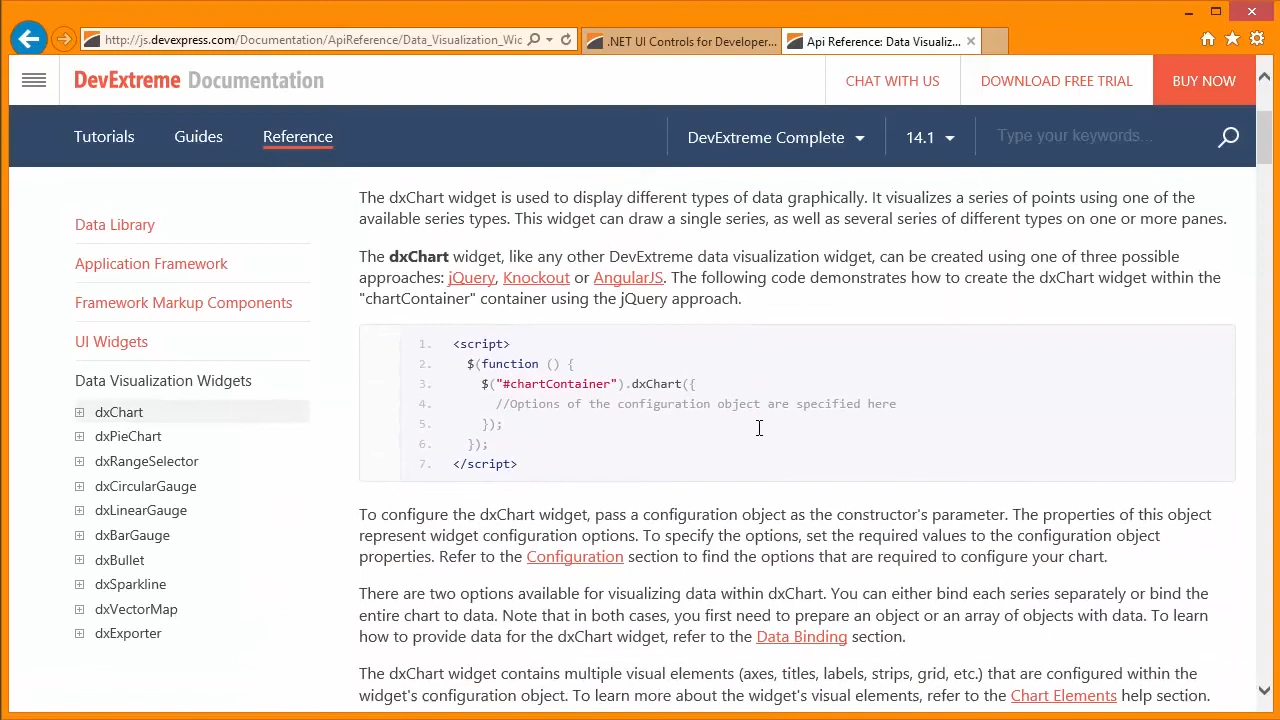 http://js.devexpress.com/Documentation/ApiReference/Data_Visualization_Wic
.NET UI Controls for Developer...
Api Reference: Data Visualiz...
DevExtreme Documentation
CHAT WITH US
DOWNLOAD FREE TRIAL
BUY NOW
Tutorials
Guides
Reference
DevExtreme Complete
14.1
Type your keywords...
Data Library
Application Framework
Framework Markup Components
UI Widgets
Data Visualization Widgets
dxChart
dxPieChart
dxRangeSelector
dxCircularGauge
dxLinearGauge
dxBarGauge
dxBullet
dxSparkline
dxVectorMap
dxExporter
The dxChart widget is used to display different types of data graphically. It visualizes a series of points using one of the
available series types. This widget can draw a single series, as well as several series of different types on one or more panes.
The dxChart widget, like any other DevExtreme data visualization widget, can be created using one of three possible
approaches: jQuery, Knockout or AngularJS. The following code demonstrates how to create the dxChart widget within the
"chartContainer" container using the jQuery approach.
1. <script>
2. $(function () {
3. $("#chartContainer").dxChart({
4. //Options of the configuration object are specified here
5. });
6. });
7. </script>
To configure the dxChart widget, pass a configuration object as the constructor's parameter. The properties of this object
represent widget configuration options. To specify the options, set the required values to the configuration object
properties. Refer to the Configuration section to find the options that are required to configure your chart.
There are two options available for visualizing data within dxChart. You can either bind each series separately or bind the
entire chart to data. Note that in both cases, you first need to prepare an object or an array of objects with data. To learn
how to provide data for the dxChart widget, refer to the Data Binding section.
The dxChart widget contains multiple visual elements (axes, titles, labels, strips, grid, etc.) that are configured within the
widget's configuration object. To learn more about the widget's visual elements, refer to the Chart Elements help section.